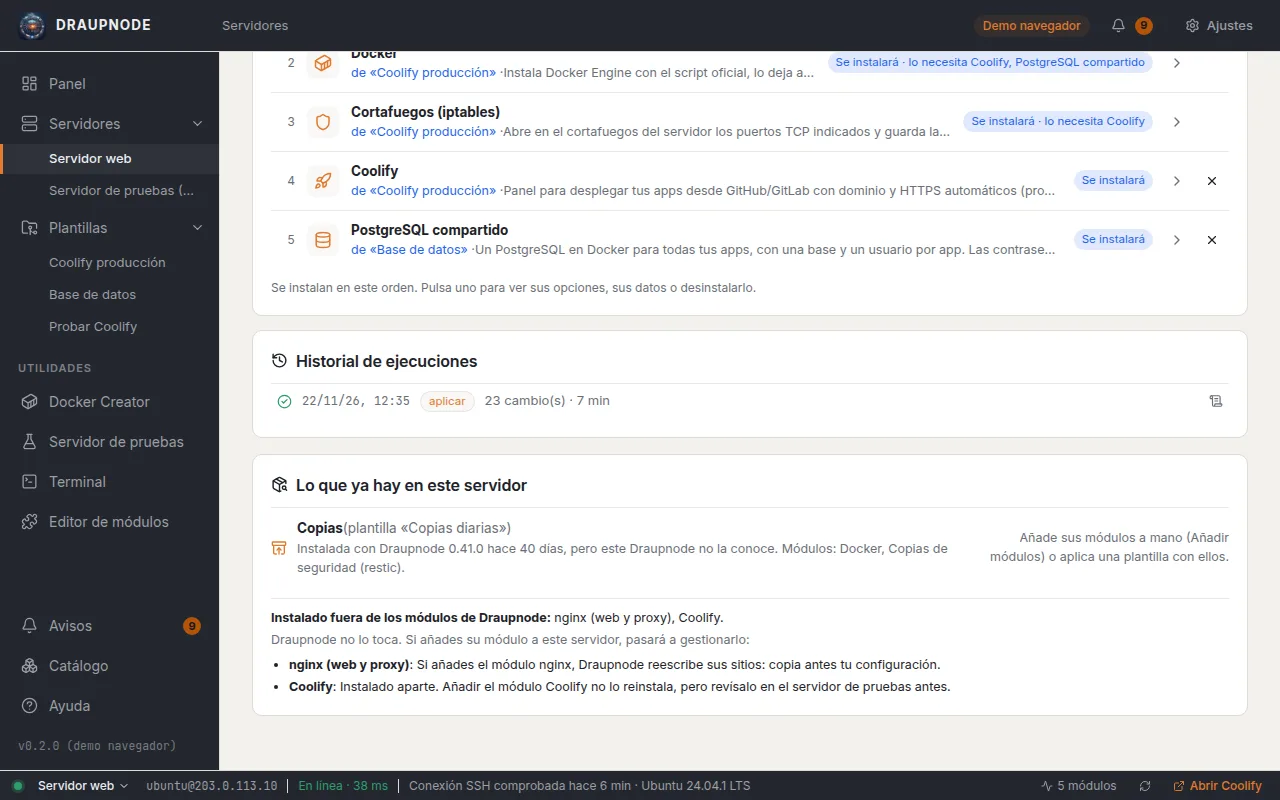 DRAUPNODE
Servidores
Demo navegador
9
Ajustes
Panel
Servidores
Servidor web
Servidor de pruebas (...
Plantillas
Coolify producción
Base de datos
Probar Coolify
UTILIDADES
Docker Creator
Servidor de pruebas
Terminal
Editor de módulos
Avisos
9
Catálogo
Ayuda
v0.2.0 (demo navegador)
2
Docker
de «Coolify producción» ·Instala Docker Engine con el script oficial, lo deja a...
Se instalará · lo necesita Coolify, PostgreSQL compartido
3
Cortafuegos (iptables)
de «Coolify producción» ·Abre en el cortafuegos del servidor los puertos TCP indicados y guarda la...
Se instalará · lo necesita Coolify
4
Coolify
de «Coolify producción» ·Panel para desplegar tus apps desde GitHub/GitLab con dominio y HTTPS automáticos (pro...
Se instalará
5
PostgreSQL compartido
de «Base de datos» ·Un PostgreSQL en Docker para todas tus apps, con una base y un usuario por app. Las contrase...
Se instalará
Se instalan en este orden. Pulsa uno para ver sus opciones, sus datos o desinstalarlo.
Historial de ejecuciones
22/11/26, 12:35 aplicar 23 cambio(s) · 7 min
Lo que ya hay en este servidor
Copias(plantilla «Copias diarias»)
Instalada con Draupnode 0.41.0 hace 40 días, pero este Draupnode no la conoce. Módulos: Docker, Copias de
seguridad (restic).
Añade sus módulos a mano (Añadir
módulos) o aplica una plantilla con ellos.
Instalado fuera de los módulos de Draupnode: nginx (web y proxy), Coolify.
Draupnode no lo toca. Si añades su módulo a este servidor, pasará a gestionarlo:
• nginx (web y proxy): Si añades el módulo nginx, Draupnode reescribe sus sitios: copia antes tu configuración.
• Coolify: Instalado aparte. Añadir el módulo Coolify no lo reinstala, pero revísalo en el servidor de pruebas antes.
Servidor web
ubuntu@203.0.113.10
En línea · 38 ms
Conexión SSH comprobada hace 6 min · Ubuntu 24.04.1 LTS
5 módulos
Abrir Coolify